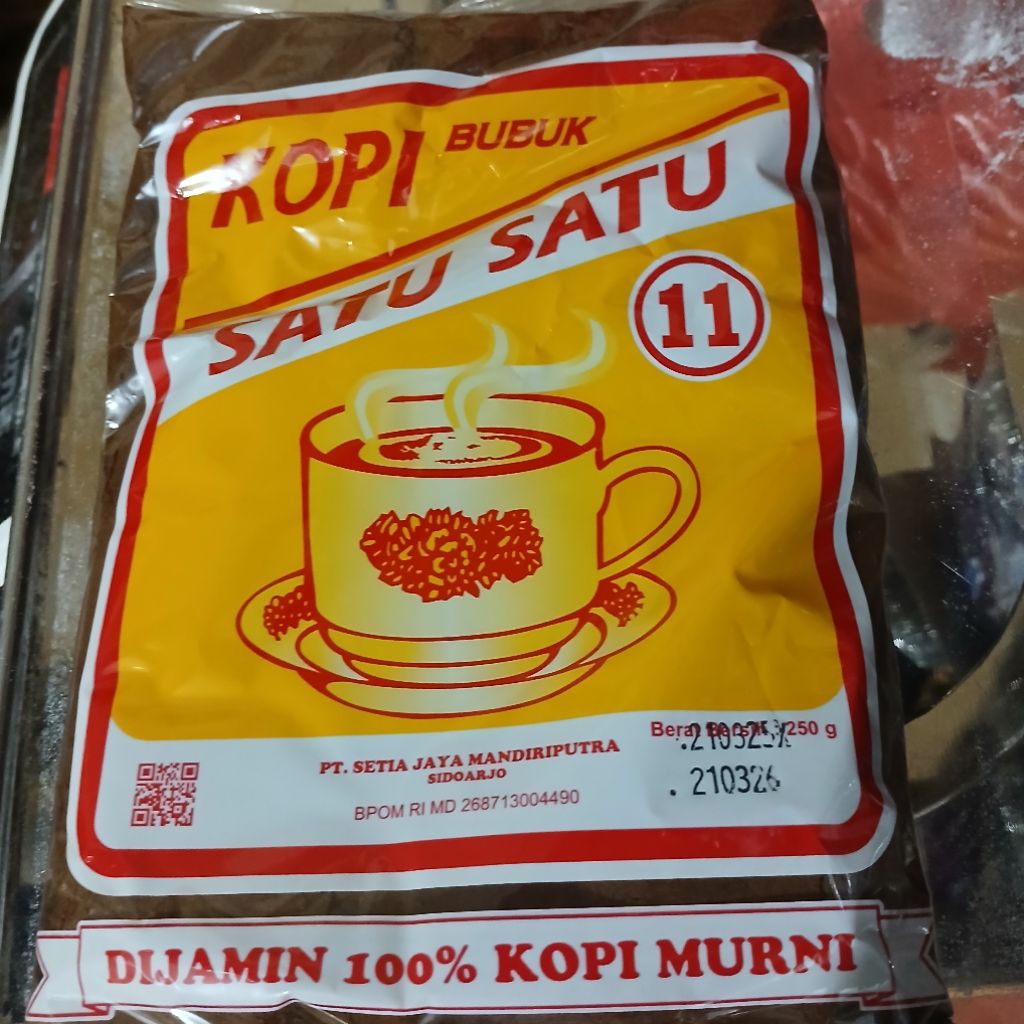 KOPI BUBUK
SATU SATU
11
Berat Bersih : 250 g
PT. SETIA JAYA MANDIRIPUTRA
SIDOARJO
.210325
. 210326
BPOM RI MD 268713004490
DIJAMIN 100% KOPI MURNI